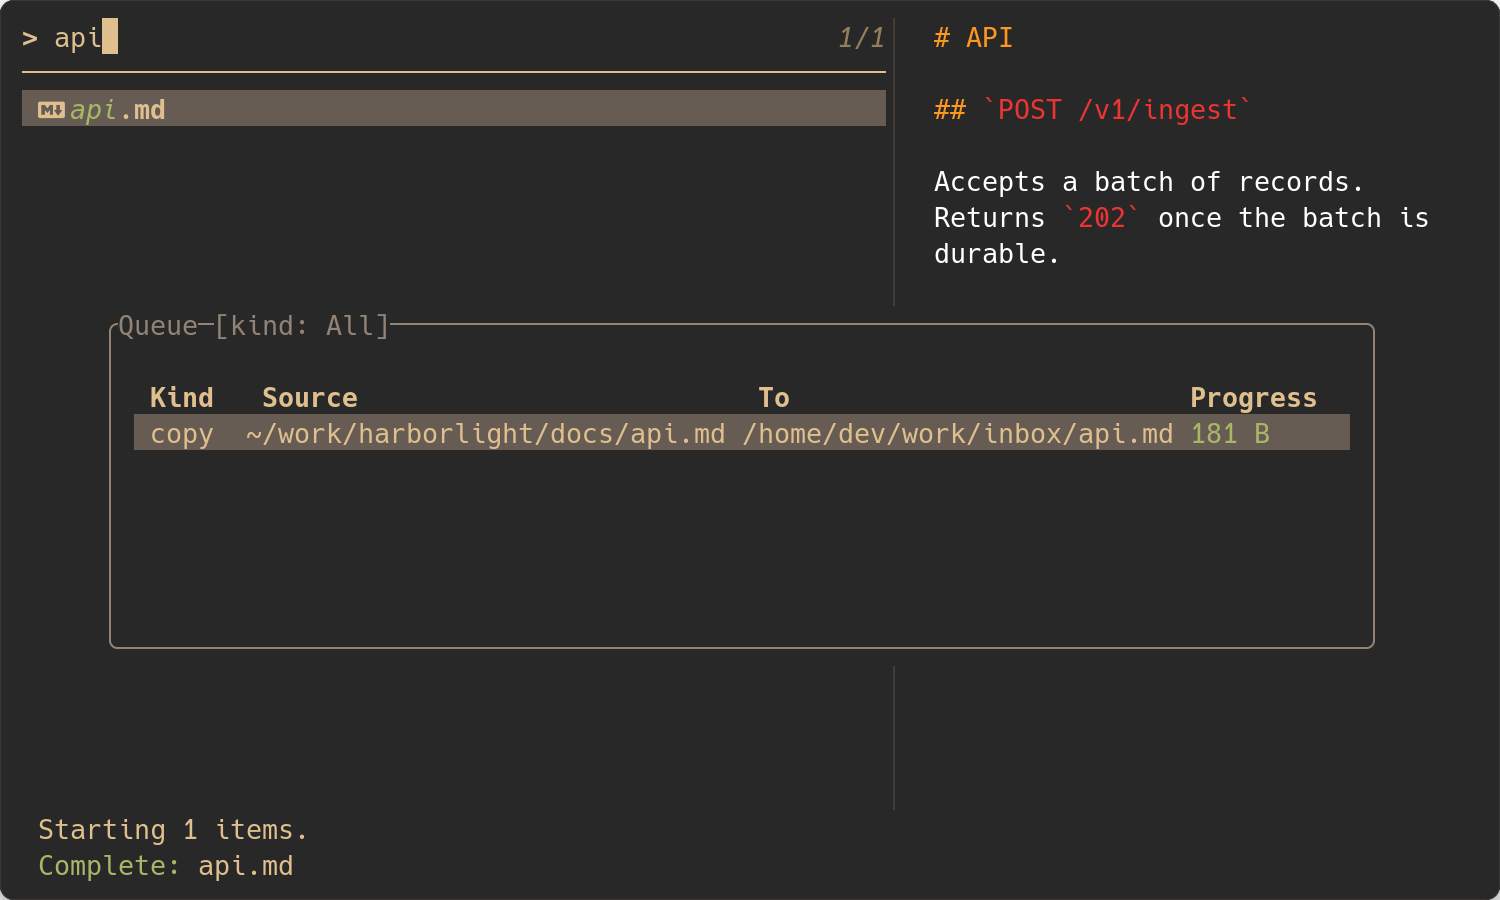 > api 1/1
api.md
# API
## `POST /v1/ingest`
Accepts a batch of records.
Returns `202` once the batch is
durable.
Queue [kind: All]
Kind Source To Progress
copy ~/work/harborlight/docs/api.md /home/dev/work/inbox/api.md 181 B
Starting 1 items.
Complete: api.md